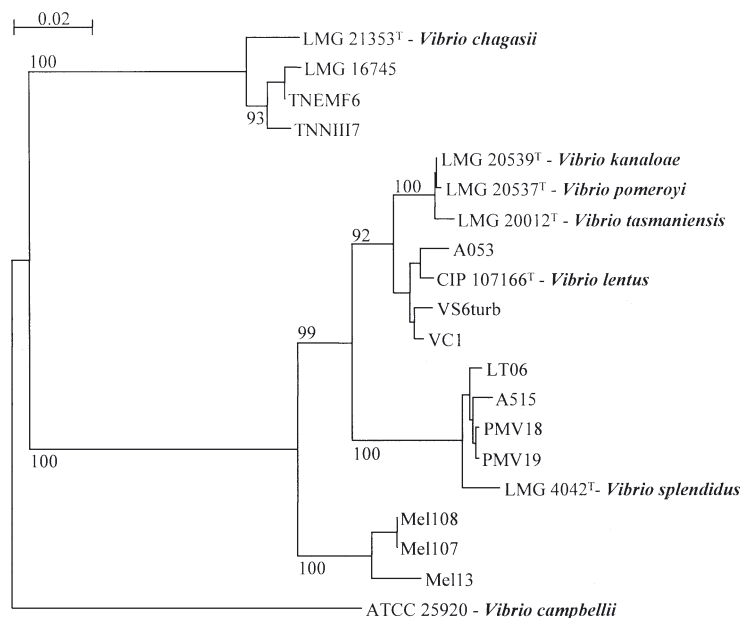 0.02
100
LMG 21353ᵀ - Vibrio chagasii
LMG 16745
TNEMF6
93
TNNIII7
LMG 20539ᵀ - Vibrio kanaloae
100
LMG 20537ᵀ - Vibrio pomeroyi
LMG 20012ᵀ - Vibrio tasmaniensis
92
A053
CIP 107166ᵀ - Vibrio lentus
VS6turb
99
VC1
LT06
A515
PMV18
100
PMV19
100
LMG 4042ᵀ- Vibrio splendidus
Mel108
Mel107
100
Mel13
ATCC 25920 - Vibrio campbellii